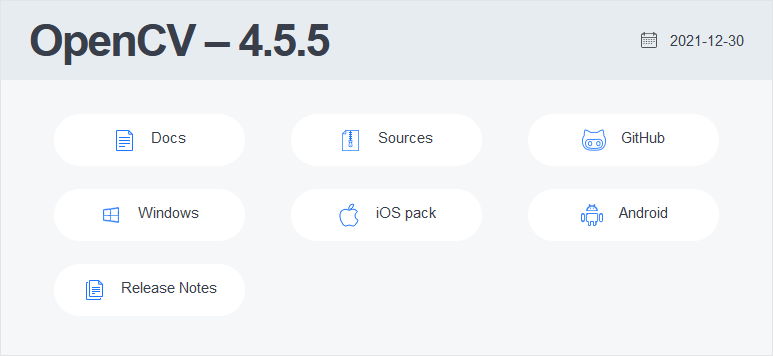 OpenCV – 4.5.5
2021-12-30
Docs
Sources
GitHub
Windows
iOS pack
Android
Release Notes